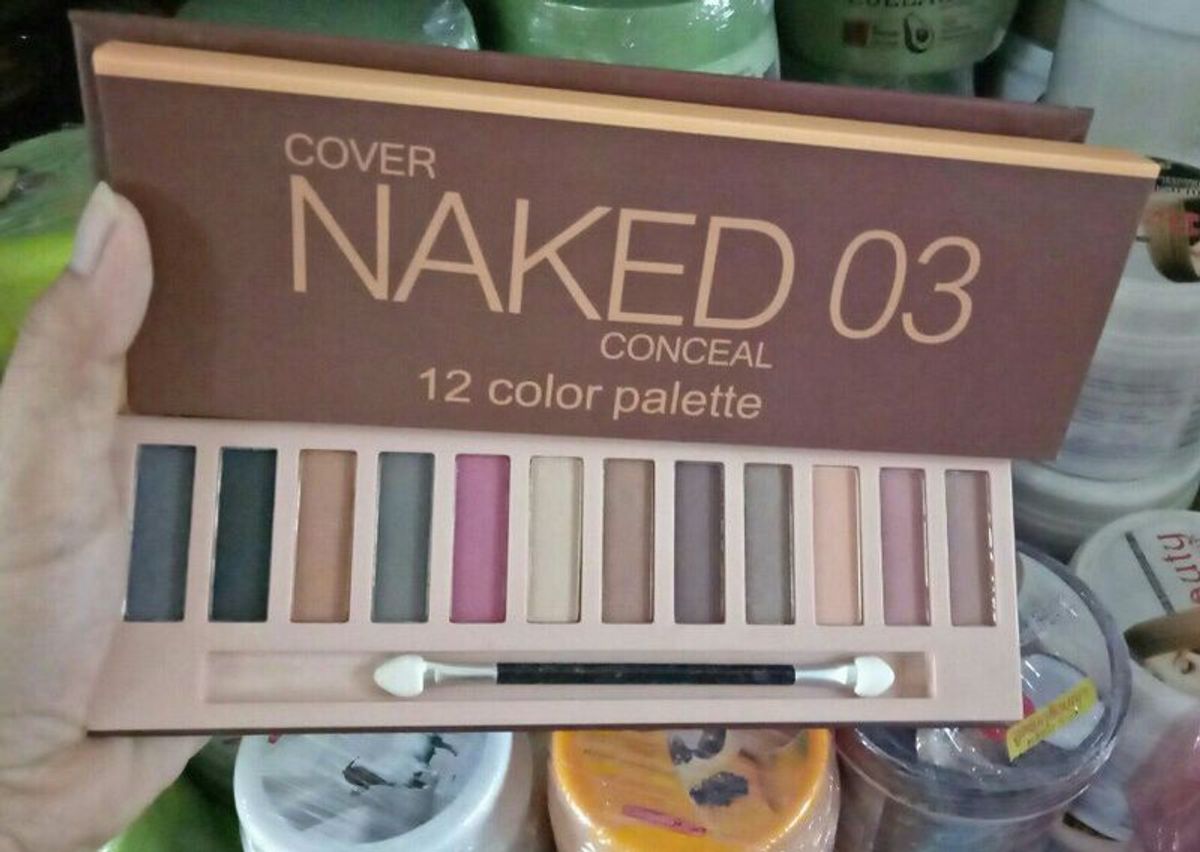 COVER
NAKED 03
CONCEAL
12 color palette